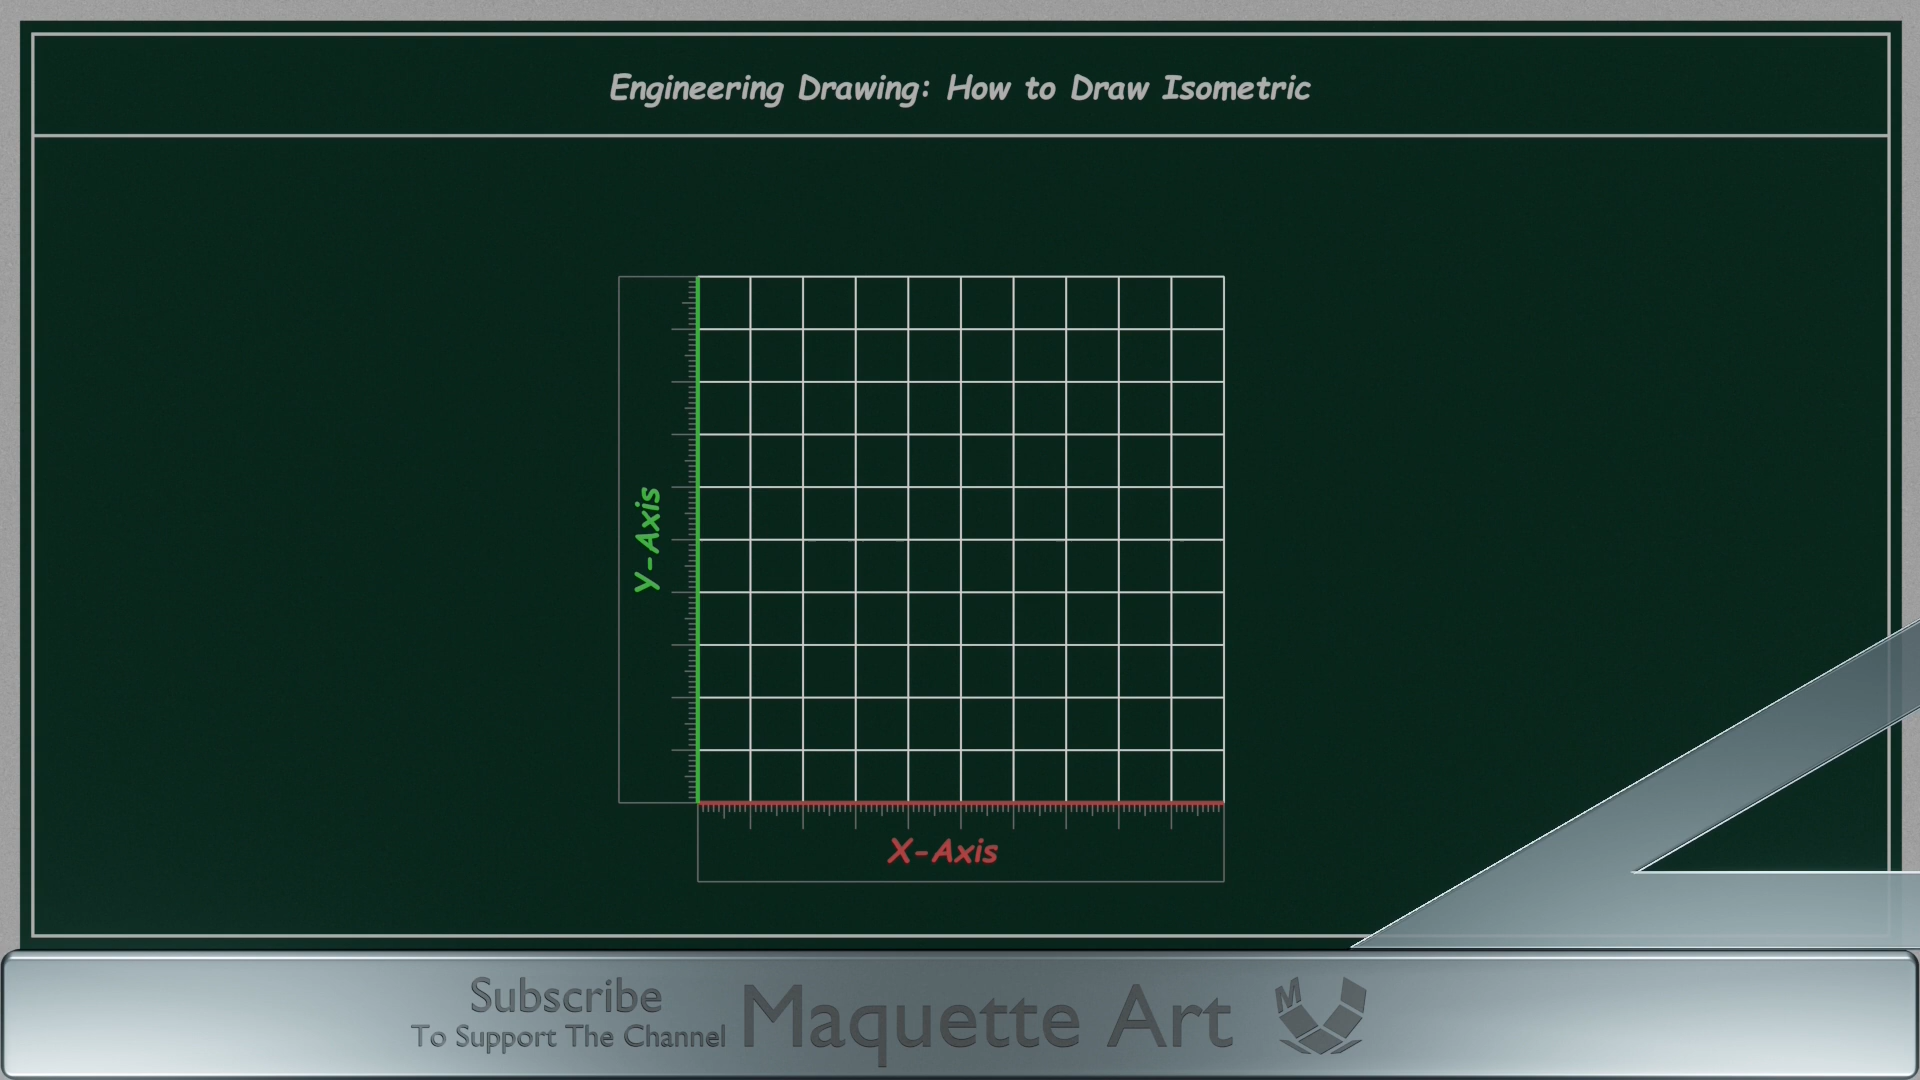 Engineering Drawing: How to Draw Isometric
Y-Axis
X-Axis
Subscribe
To Support The Channel
Maquette Art
M